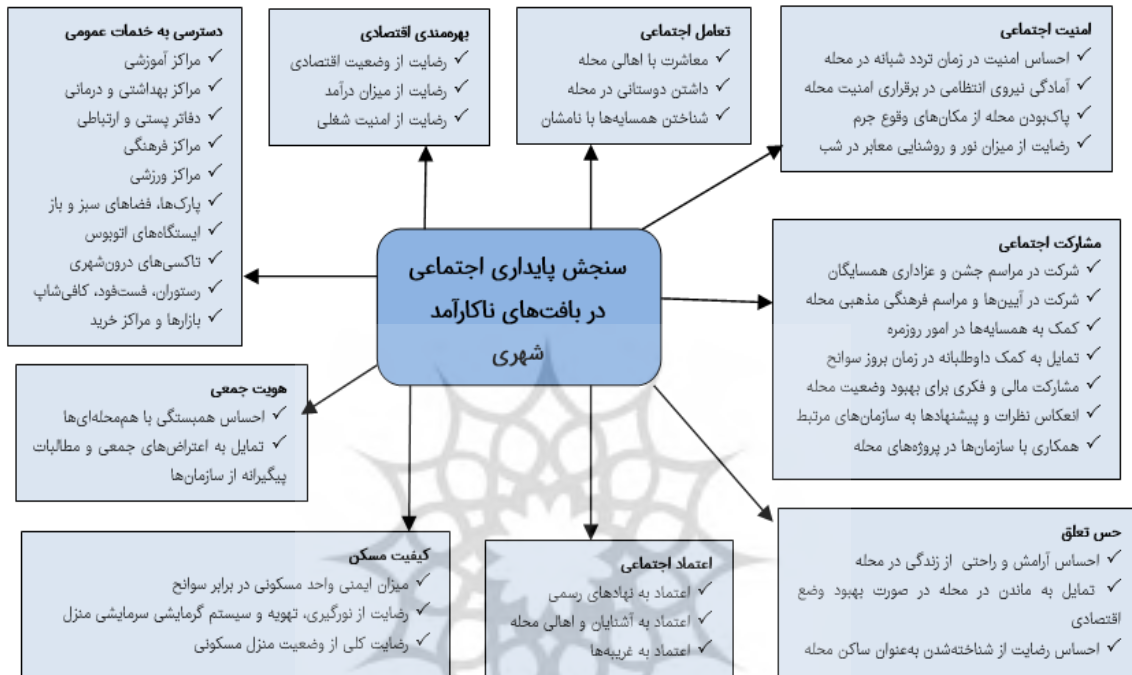 امنیت اجتماعی
✓ احساس امنیت در زمان تردد شبانه در محله
✓ آمادگی نیروی انتظامی در برقراری امنیت محله
✓ پاک‌بودن محله از مکان‌های وقوع جرم
✓ رضایت از میزان نور و روشنایی معابر در شب
تعامل اجتماعی
✓ معاشرت با اهالی محله
✓ داشتن دوستانی در محله
✓ شناختن همسایه‌ها با نامشان
بهره‌مندی اقتصادی
✓ رضایت از وضعیت اقتصادی
✓ رضایت از میزان درآمد
✓ رضایت از امنیت شغلی
دسترسی به خدمات عمومی
✓ مراکز آموزشی
✓ مراکز بهداشتی و درمانی
✓ دفاتر پستی و ارتباطی
✓ مراکز فرهنگی
✓ مراکز ورزشی
✓ پارک‌ها، فضاهای سبز و باز
✓ ایستگاه‌های اتوبوس
✓ تاکسی‌های درون‌شهری
✓ رستوران، فست‌فود، کافی‌شاپ
✓ بازارها و مراکز خرید
سنجش پایداری اجتماعی
در بافت‌های ناکارآمد
شهری
مشارکت اجتماعی
✓ شرکت در مراسم جشن و عزاداری همسایگان
✓ شرکت در آیین‌ها و مراسم فرهنگی مذهبی محله
✓ کمک به همسایه‌ها در امور روزمره
✓ تمایل به کمک داوطلبانه در زمان بروز سوانح
✓ مشارکت مالی و فکری برای بهبود وضعیت محله
✓ انعکاس نظرات و پیشنهادها به سازمان‌های مرتبط
✓ همکاری با سازمان‌ها در پروژه‌های محله
هویت جمعی
✓ احساس همبستگی با هم‌محله‌ای‌ها
✓ تمایل به اعتراض‌های جمعی و مطالبات
پیگیرانه از سازمان‌ها
حس تعلق
✓ احساس آرامش و راحتی از زندگی در محله
✓ تمایل به ماندن در محله در صورت بهبود وضع
اقتصادی
✓ احساس رضایت از شناخته‌شدن به‌عنوان ساکن محله
اعتماد اجتماعی
✓ اعتماد به نهادهای رسمی
✓ اعتماد به آشنایان و اهالی محله
✓ اعتماد به غریبه‌ها
کیفیت مسکن
✓ میزان ایمنی واحد مسکونی در برابر سوانح
✓ رضایت از نورگیری، تهویه و سیستم گرمایشی سرمایشی منزل
✓ رضایت کلی از وضعیت منزل مسکونی